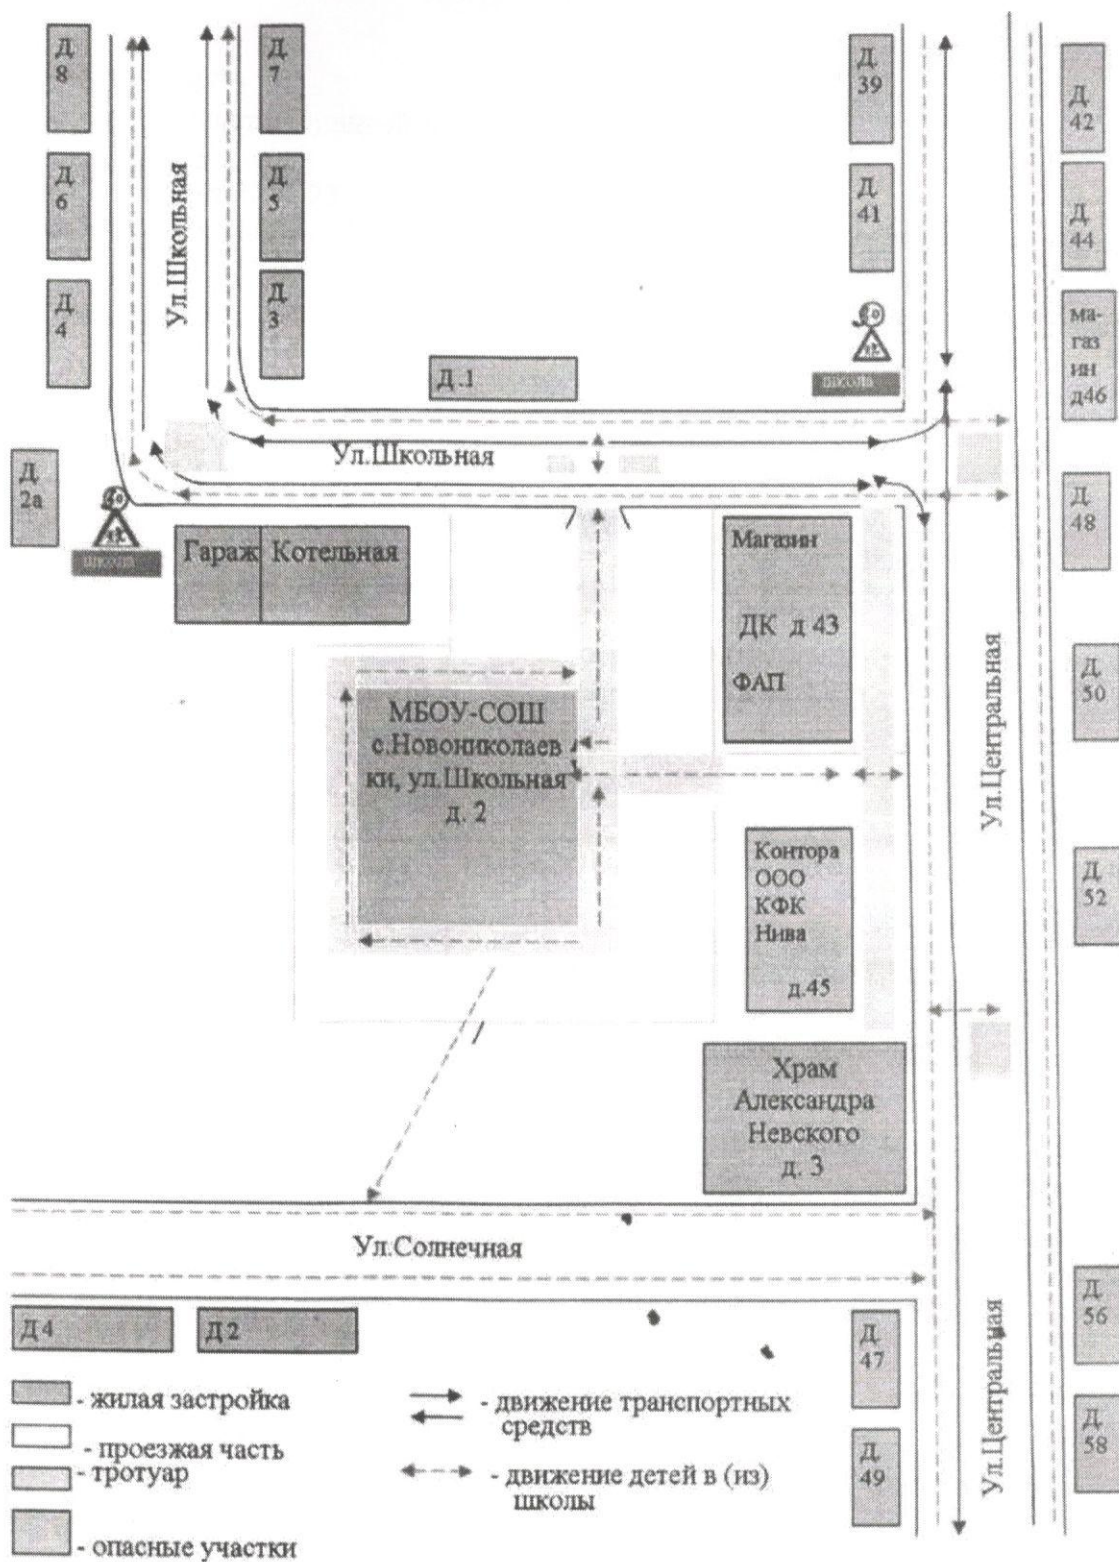 Д
8
Д
7
Д
39
Д
42
Д
6
Д
5
Д
41
Д
44
Ул.Школьная
Д
4
Д
3
ма-
газ
ин
д46
Д.1
школа
Ул.Школьная
Д
2а
Д
48
школа
Гараж
Котельная
Магазин
ДК д 43
ФАП
Ул.Центральная
Д
50
МБОУ-СОШ
с.Новониколаев
ки, ул.Школьная
д. 2
Контора
ООО
КФК
Нива
д.45
Д
52
Храм
Александра
Невского
д. 3
Ул.Солнечная
Д4
Д2
Д
47
Д
56
Ул.Центральная
Д
49
Д
58
- жилая застройка
- проезжая часть
- тротуар
- опасные участки
- движение транспортных
средств
- движение детей в (из)
школы